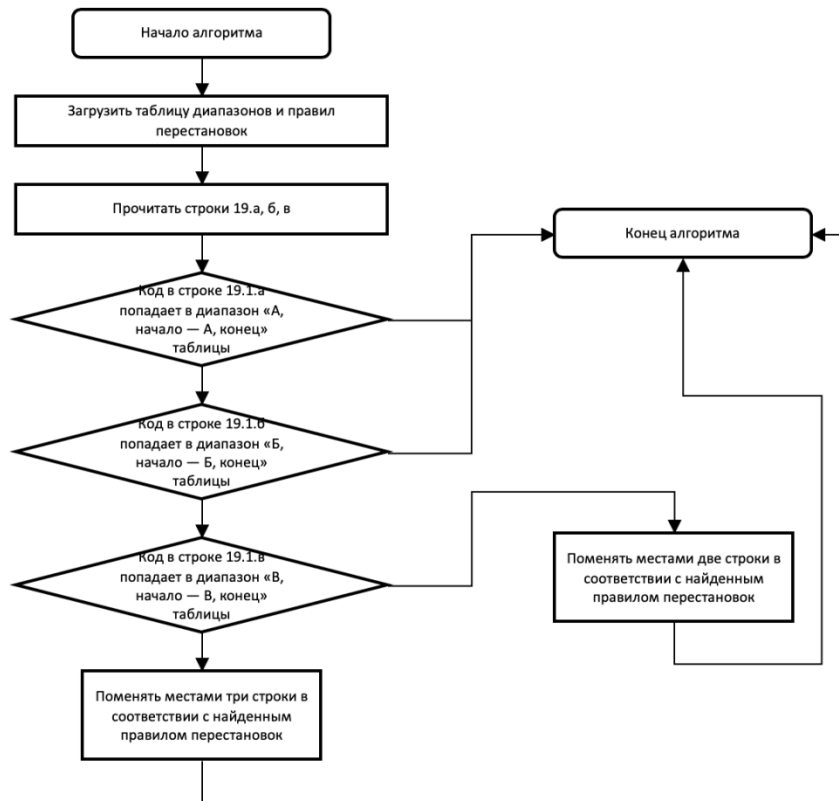 Начало алгоритма
Загрузить таблицу диапазонов и правил
перестановок
Прочитать строки 19.а, б, в
Конец алгоритма
Код в строке 19.1.а
попадает в диапазон «А,
начало — А, конец»
таблицы
Код в строке 19.1.б
попадает в диапазон «Б,
начало — Б, конец»
таблицы
Код в строке 19.1.в
попадает в диапазон «В,
начало — В, конец»
таблицы
Поменять местами две строки в
соответствии с найденным
правилом перестановок
Поменять местами три строки в
соответствии с найденным
правилом перестановок